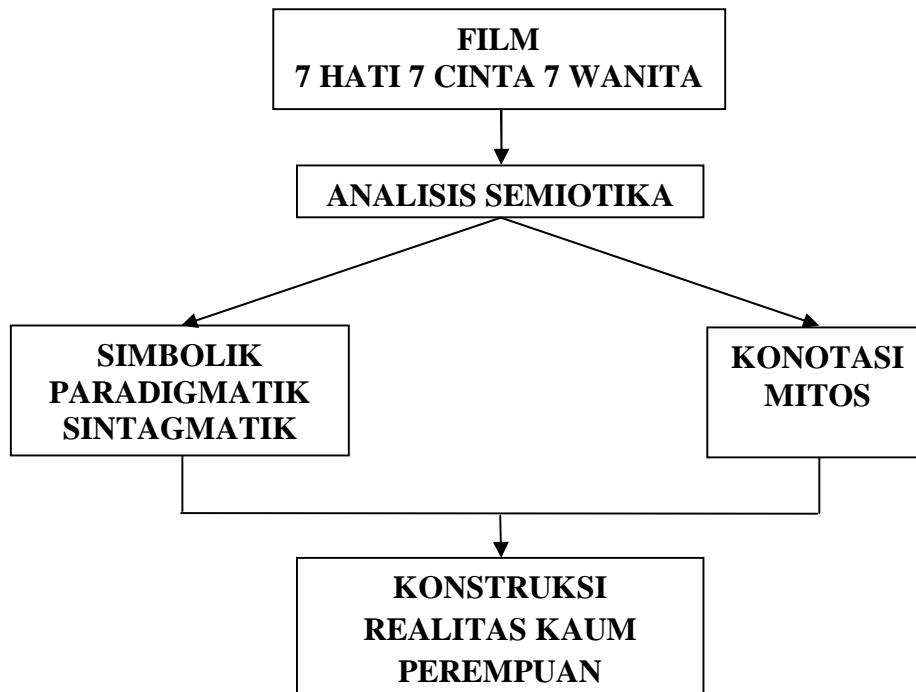 FILM
7 HATI 7 CINTA 7 WANITA
ANALISIS SEMIOTIKA
SIMBOLIK
PARADIGMATIK
SINTAGMATIK
KONOTASI
MITOS
KONSTRUKSI
REALITAS KAUM
PEREMPUAN